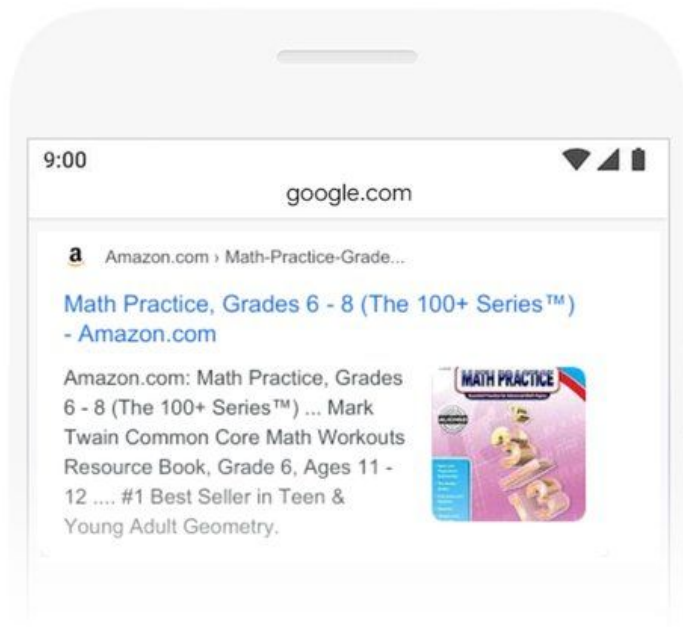 9:00
google.com
a Amazon.com › Math-Practice-Grade...
Math Practice, Grades 6 - 8 (The 100+ Series™)
- Amazon.com
Amazon.com: Math Practice, Grades
6 - 8 (The 100+ Series™) ... Mark
Twain Common Core Math Workouts
Resource Book, Grade 6, Ages 11 -
12 .... #1 Best Seller in Teen &
Young Adult Geometry.
MATH PRACTICE